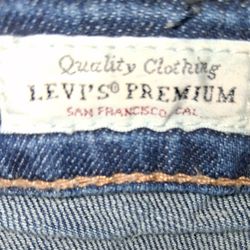 Quality Clothing
LEVI'S® PREMIUM
SAN FRANCISCO, CAL.